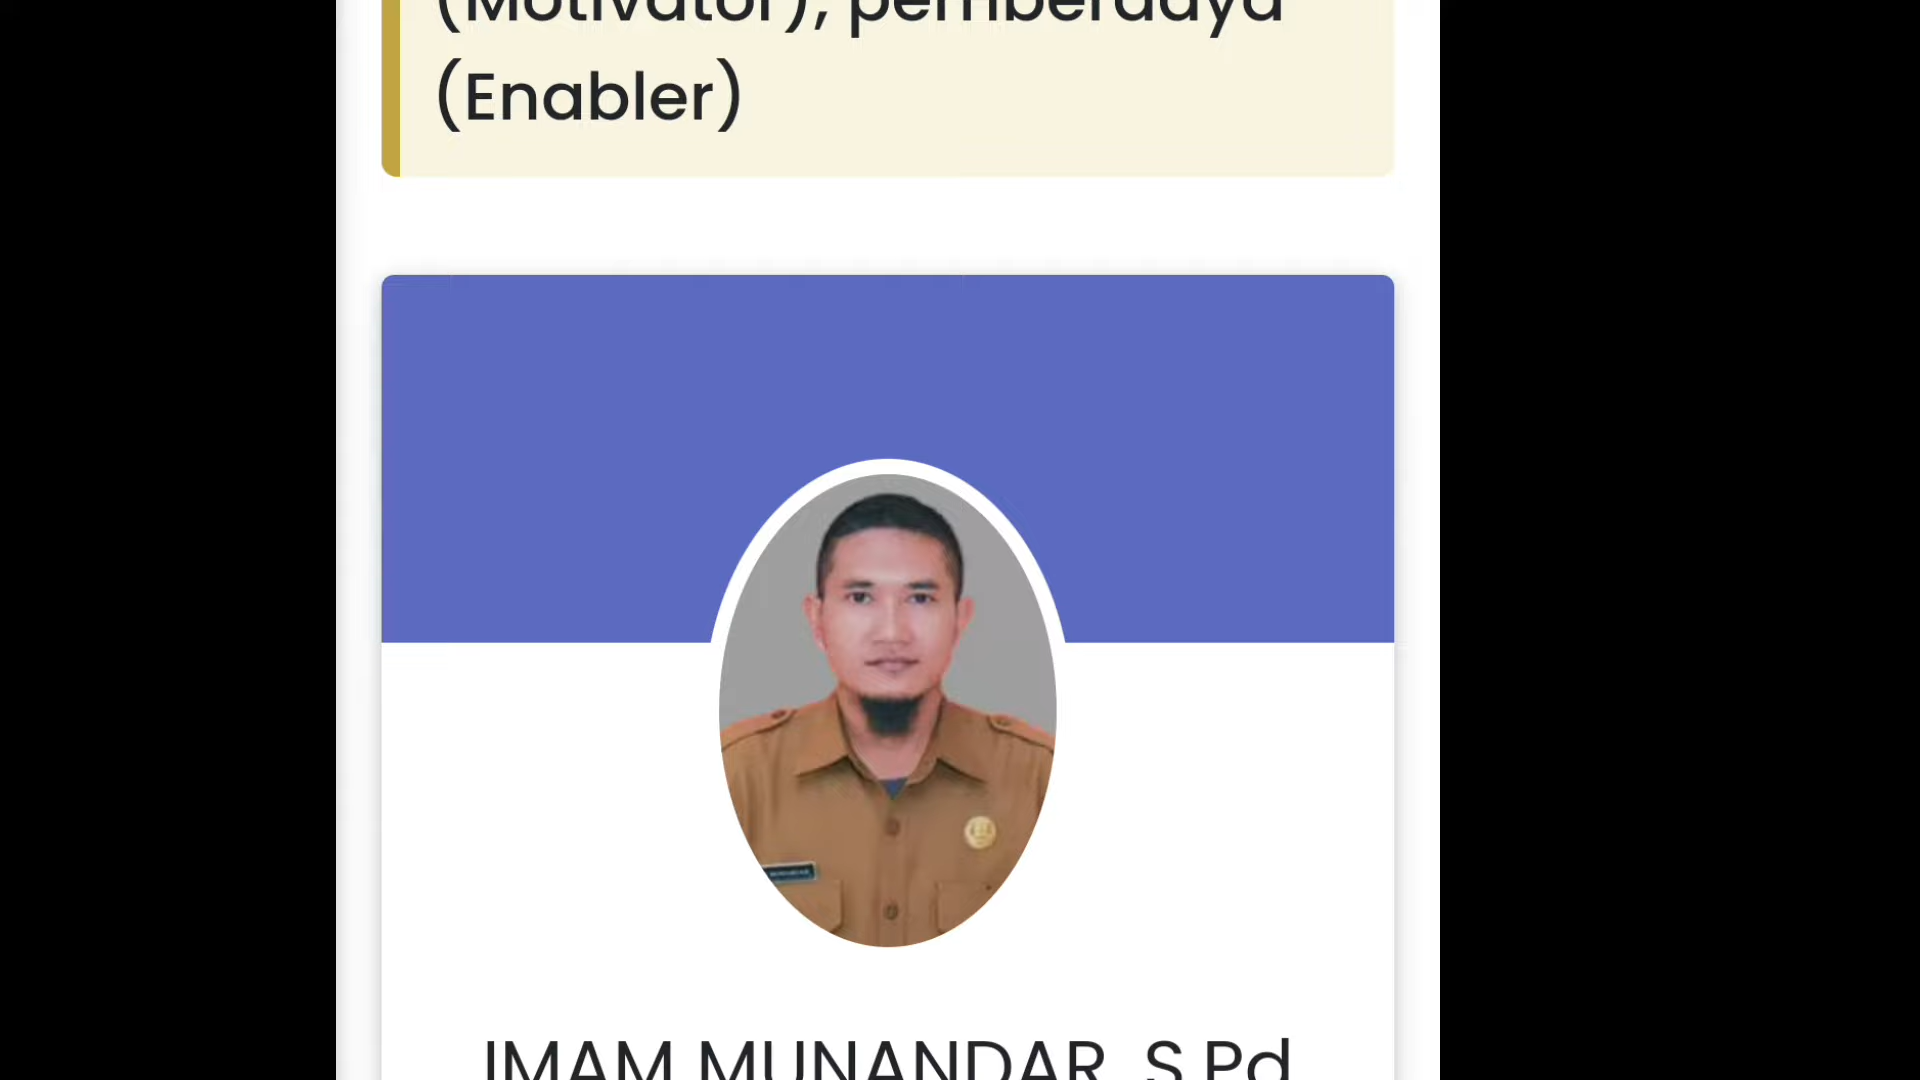 (Motivator), pemberdaya
(Enabler)
IMAM MUNANDAR, S.Pd